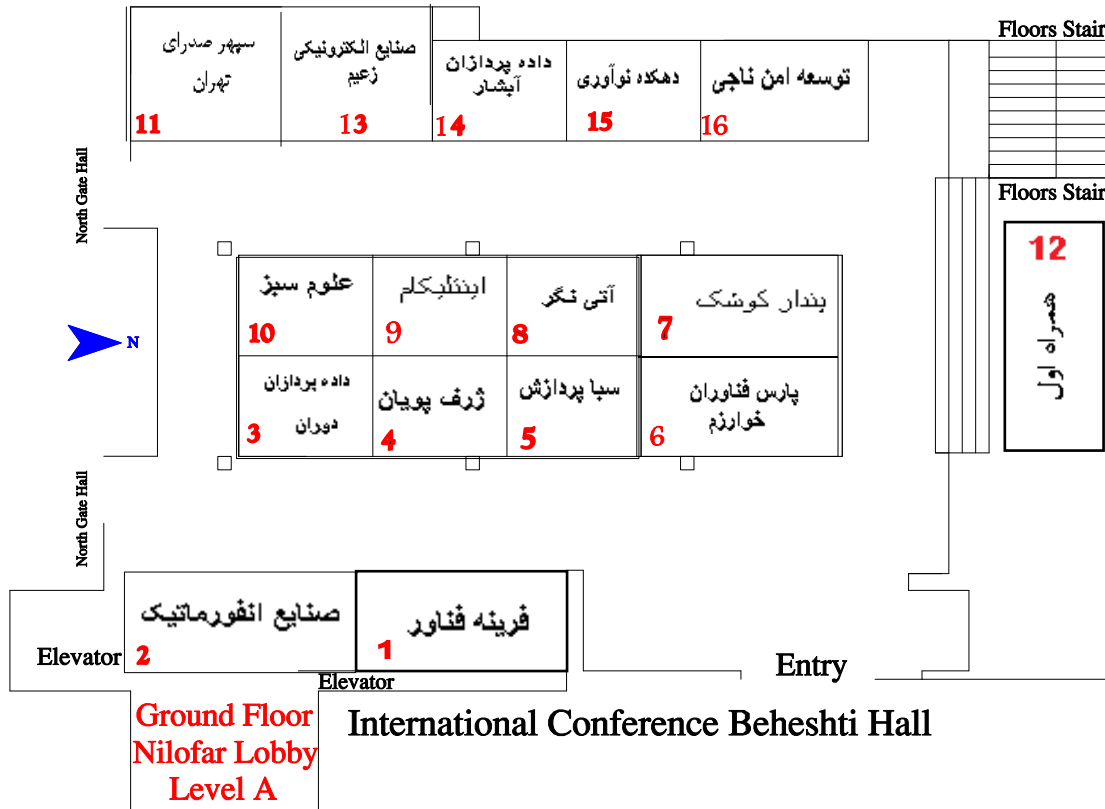 Floors Stair
سپهر صدرای
تهران
11
صنایع الکترونیکی
زعیم
13
داده پردازان
آبشار
14
دهکده نوآوری
15
توسعه امن ناجی
16
North Gate Hall
Floors Stair
12
همراه اول
علوم سبز
10
اینتلیکام
9
آتی نگر
8
پندار کوشک
7
N
داده پردازان
دوران
3
ژرف پویان
4
سبا پردازش
5
پارس فناوران
خوارزم
6
North Gate Hall
صنایع انفورماتیک
2
فرینه فناور
1
Elevator
Elevator
Entry
Ground Floor
Nilofar Lobby
Level A
International Conference Beheshti Hall